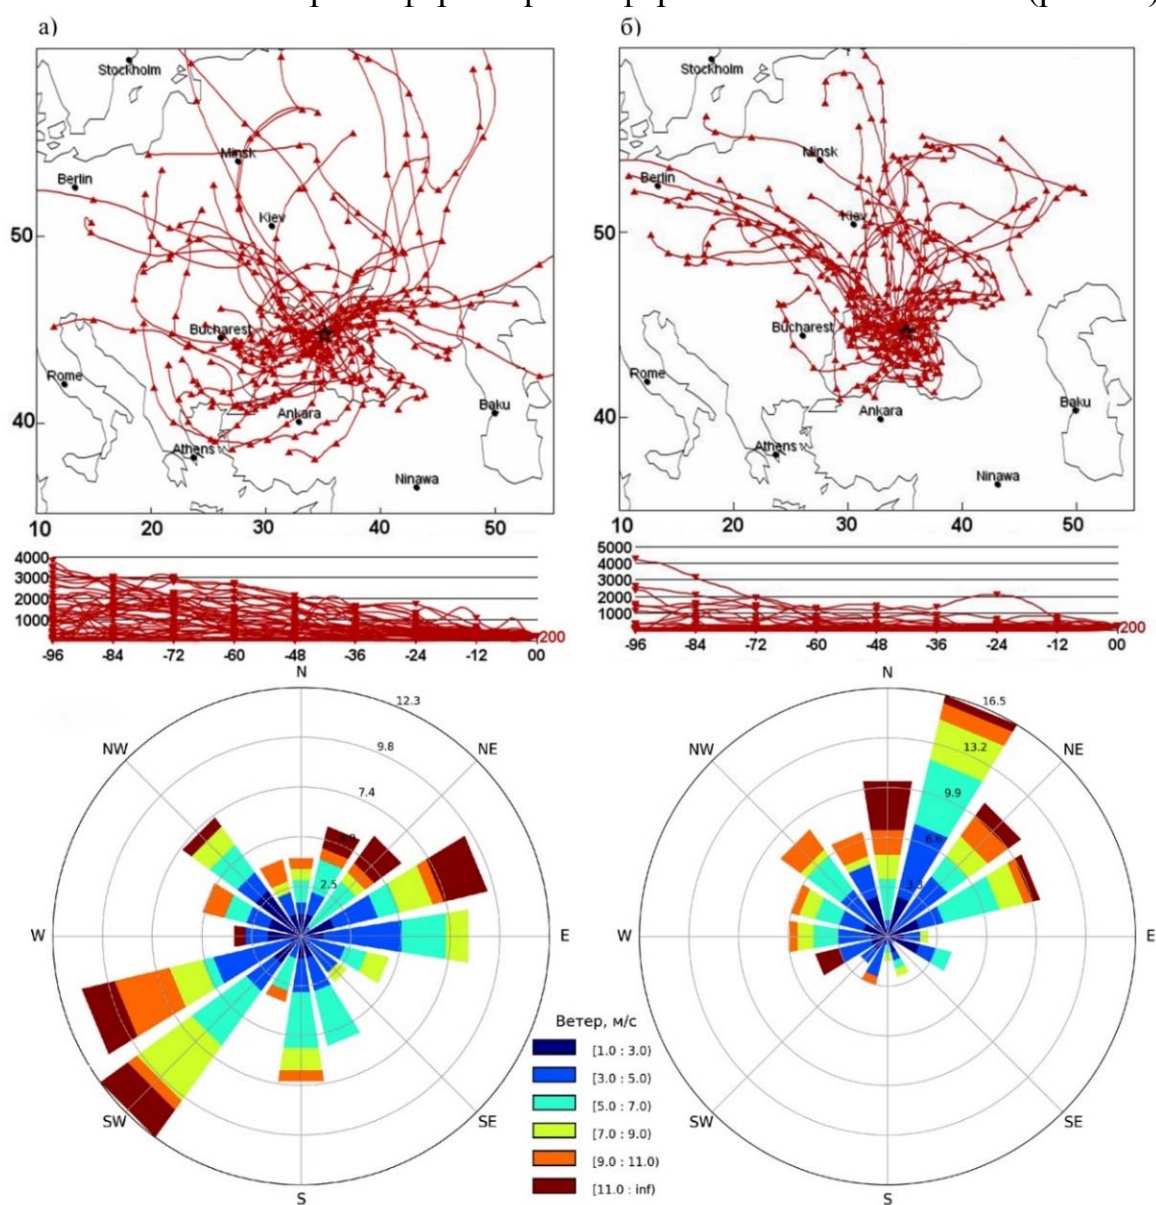 а)
б)
Stockholm
Minsk
Berlin
Kiev
50
Bucharest
Rome
Ankara
Baku
40
Athens
Ninawa
10 20 30 40 50
Stockholm
Minsk
Berlin
Kiev
50
Bucharest
Rome
Ankara
Baku
40
Athens
Ninawa
10 20 30 40 50
4000
3000
2000
1000
200
-96 -84 -72 -60 -48 -36 -24 -12 00
5000
4000
3000
2000
1000
200
-96 -84 -72 -60 -48 -36 -24 -12 00
N
12.3
NW
9.8
NE
7.4
2.5
W
E
SW
SE
S
N
16.5
NW
13.2
NE
9.9
6.6
3.3
W
E
SW
SE
S
Ветер, м/с
[1.0 : 3.0)
[3.0 : 5.0)
[5.0 : 7.0)
[7.0 : 9.0)
[9.0 : 11.0)
[11.0 : inf)